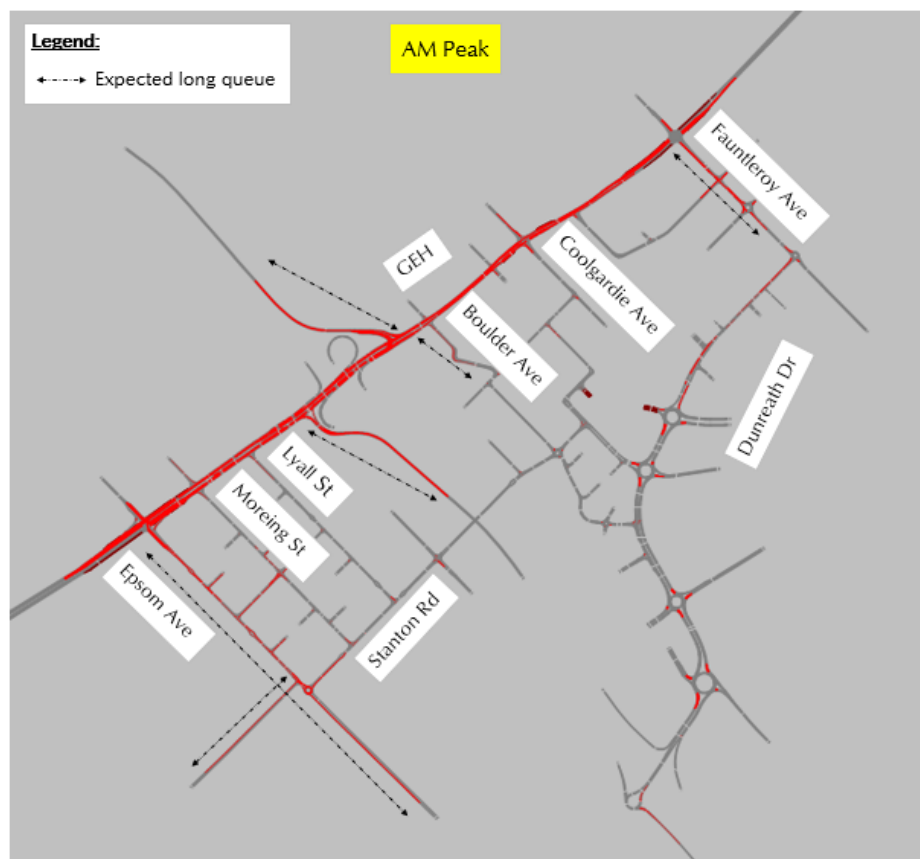 Legend:
Expected long queue
AM Peak
Fauntleroy Ave
GEH
Coolgardie Ave
Boulder Ave
Dunreath Dr
Lyall St
Moreing St
Epsom Ave
Stanton Rd